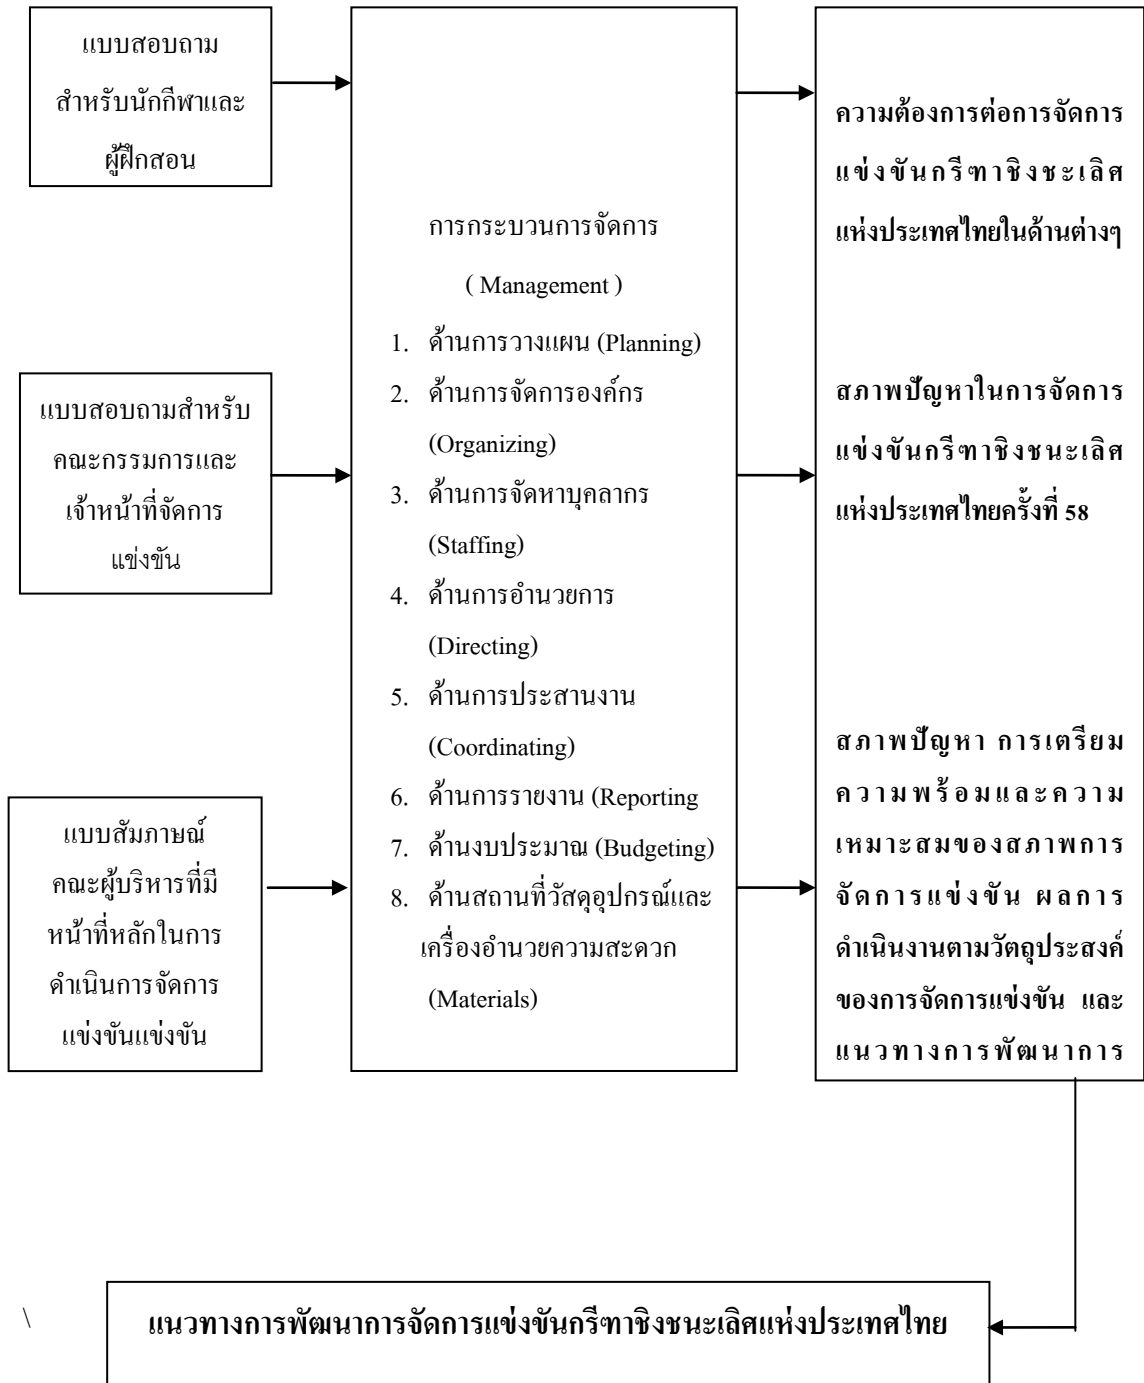 แบบสอบถาม
สำหรับนักกีฬาและ
ผู้ฝึกสอน
แบบสอบถามสำหรับ
คณะกรรมการและ
เจ้าหน้าที่จัดการ
แข่งขัน
แบบสัมภาษณ์
คณะผู้บริหารที่มี
หน้าที่หลักในการ
ดำเนินการจัดการ
แข่งขันแข่งขัน
การกระบวนการจัดการ
( Management )
1. ด้านการวางแผน (Planning)
2. ด้านการจัดการองค์กร
(Organizing)
3. ด้านการจัดหาบุคลากร
(Staffing)
4. ด้านการอำนวยการ
(Directing)
5. ด้านการประสานงาน
(Coordinating)
6. ด้านการรายงาน (Reporting
7. ด้านงบประมาณ (Budgeting)
8. ด้านสถานที่วัสดุอุปกรณ์และ
เครื่องอำนวยความสะดวก
(Materials)
ความต้องการต่อการจัดการ
แข่งขันกรีฑาชิงชะเลิศ
แห่งประเทศไทยในด้านต่างๆ
สภาพปัญหาในการจัดการ
แข่งขันกรีฑาชิงชนะเลิศ
แห่งประเทศไทยครั้งที่ 58
สภาพปัญหา การเตรียม
ความพร้อมและความ
เหมาะสมของสภาพการ
จัดการแข่งขัน ผลการ
ดำเนินงานตามวัตถุประสงค์
ของการจัดการแข่งขัน และ
แนวทางการพัฒนาการ
\
แนวทางการพัฒนาการจัดการแข่งขันกรีฑาชิงชนะเลิศแห่งประเทศไทย